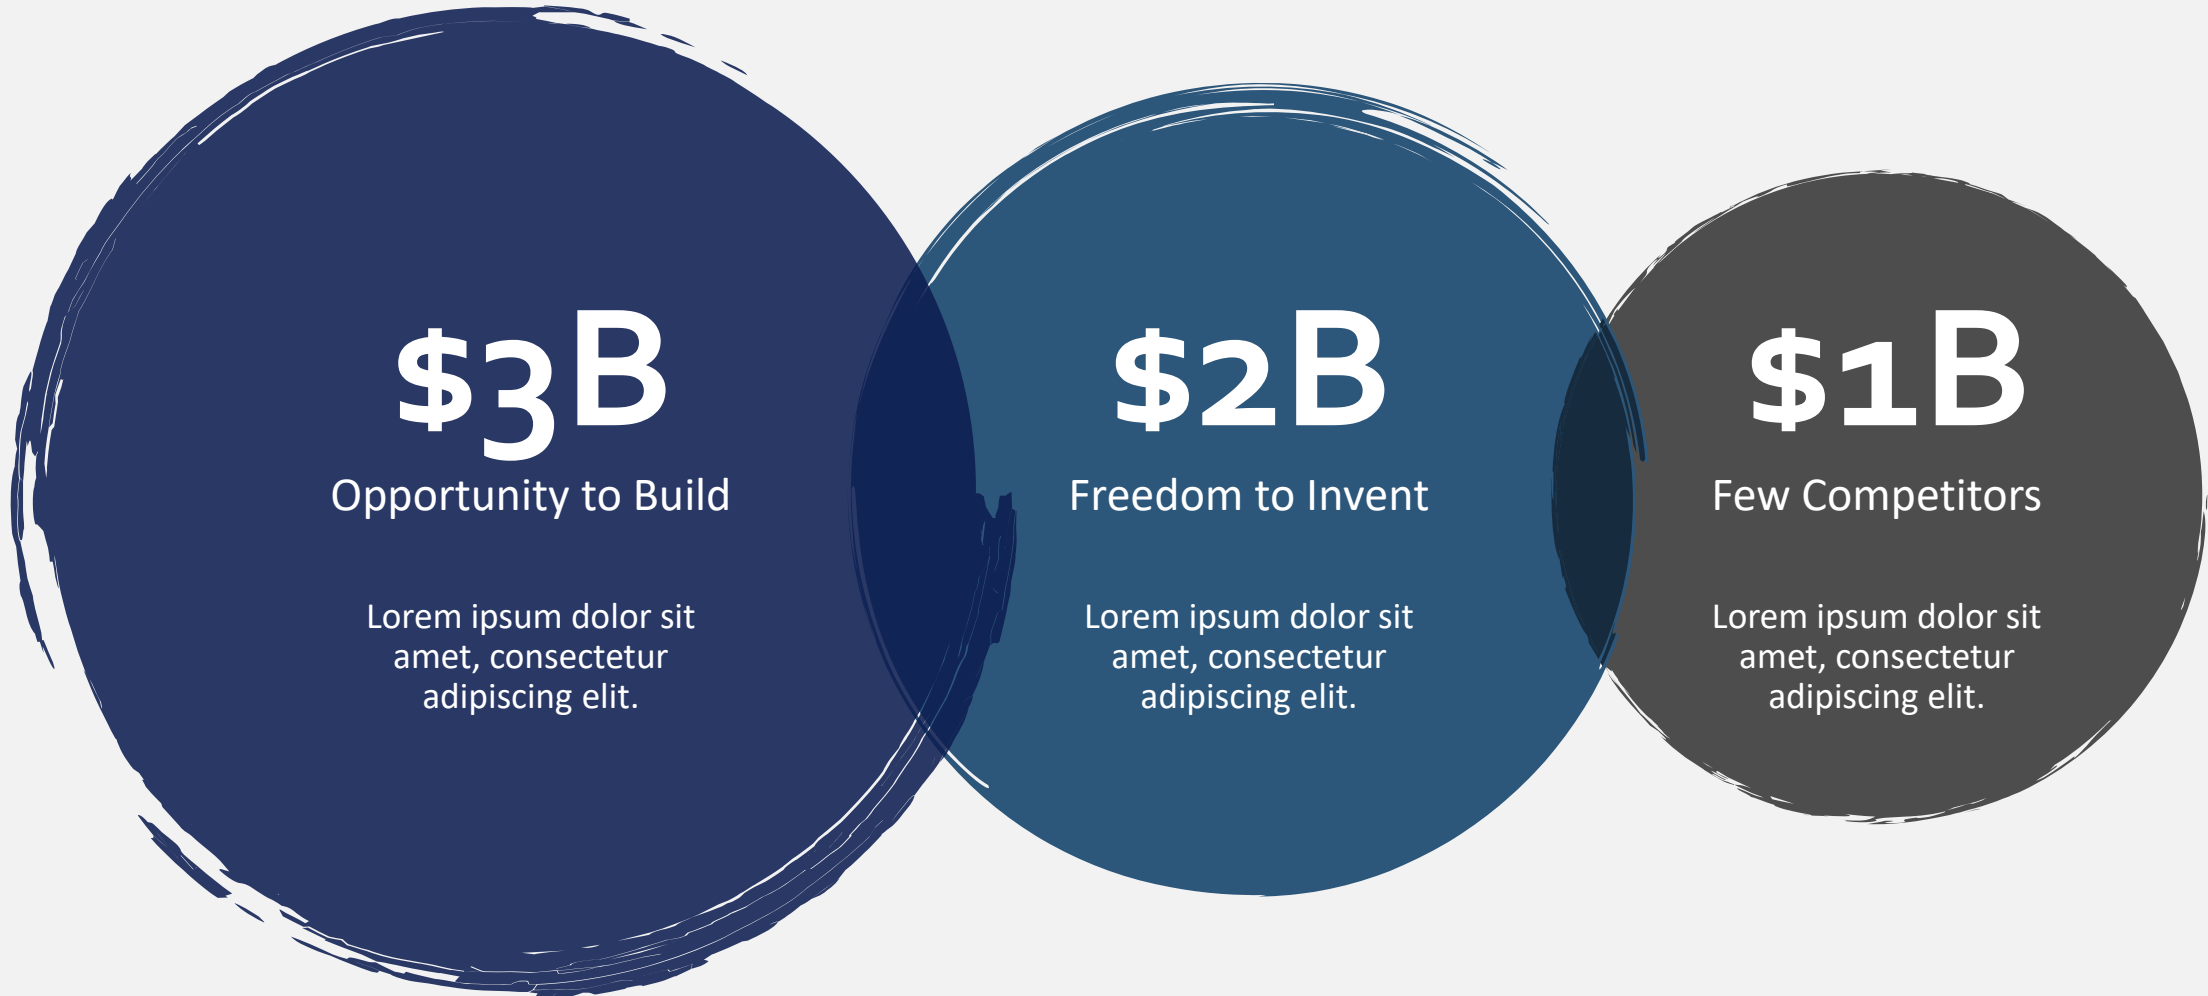 $3B
Opportunity to Build
Lorem ipsum dolor sit
amet, consectetur
adipiscing elit.
$2B
Freedom to Invent
Lorem ipsum dolor sit
amet, consectetur
adipiscing elit.
$1B
Few Competitors
Lorem ipsum dolor sit
amet, consectetur
adipiscing elit.